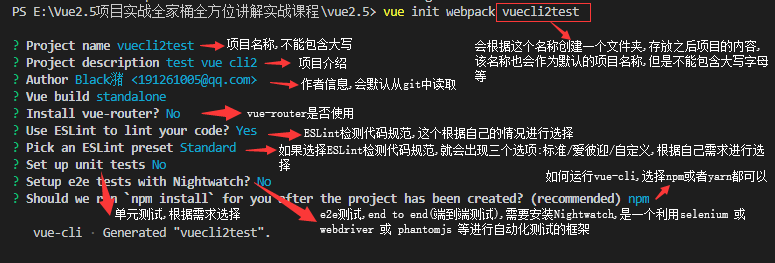 PS E:\Vue2.5项目实战全家桶全方位讲解实战课程\vue2.5> vue init webpack vuecli2test
会根据这个名称创建一个文件夹,存放之后项目的内容,
该名称也会作为默认的项目名称,但是不能包含大写字母
等
? Project name vuecli2test 项目名称,不能包含大写
? Project description test vue cli2 项目介绍
? Author Black猪 <191261005@qq.com> 作者信息,会默认从git中读取
? Vue build standalone
? Install vue-router? No vue-router是否使用
? Use ESLint to lint your code? Yes ESLint检测代码规范,这个根据自己的情况进行选择
? Pick an ESLint preset Standard 如果选择ESLint检测代码规范,就会出现三个选项:标准/爱彼迎/自定义,根据自己需求进行选
择
? Set up unit tests No
如何运行vue-cli,选择npm或者yarn都可以
? Setup e2e tests with Nightwatch? No
? Should we run `npm install` for you after the project has been created? (recommended) npm
单元测试,根据需求选择
e2e测试,end to end(端到端测试),需要安装Nightwatch,是一个利用selenium 或
webdriver 或 phantomjs 等进行自动化测试的框架
vue-cli · Generated "vuecli2test".